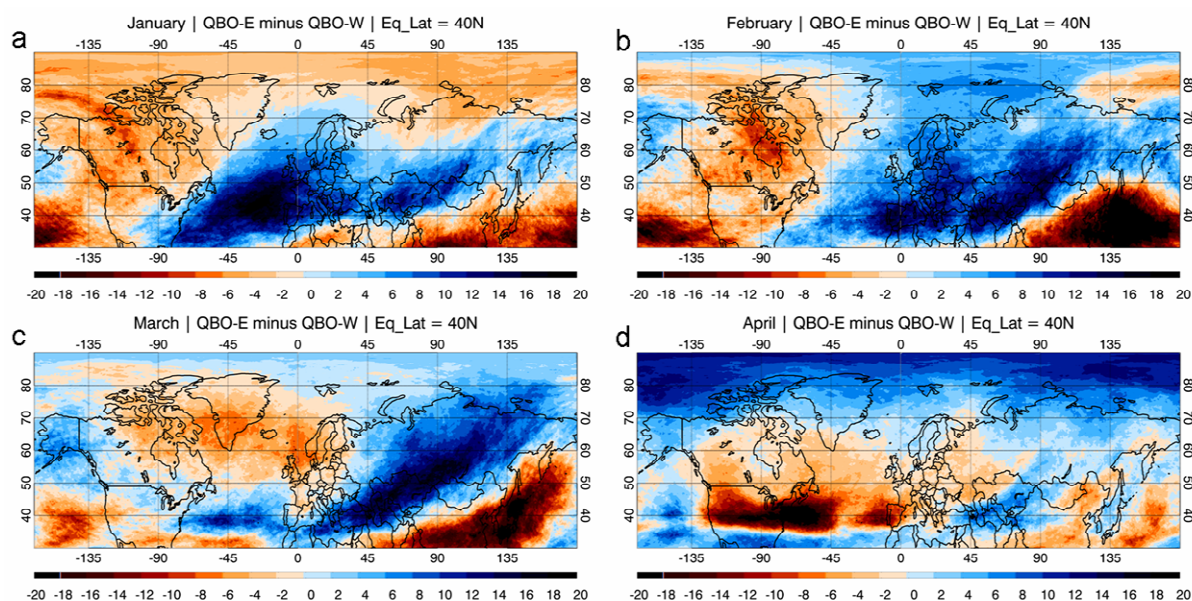 a
January | QBO-E minus QBO-W | Eq_Lat = 40N
-135 -90 -45 0 45 90 135
80
70
60
50
40
-20 -18 -16 -14 -12 -10 -8 -6 -4 -2 0 2 4 6 8 10 12 14 16 18 20
b
February | QBO-E minus QBO-W | Eq_Lat = 40N
-135 -90 -45 0 45 90 135
80
70
60
50
40
-135 -90 -45 0 45 90 135
-20 -18 -16 -14 -12 -10 -8 -6 -4 -2 0 2 4 6 8 10 12 14 16 18 20
c
March | QBO-E minus QBO-W | Eq_Lat = 40N
-135 -90 -45 0 45 90 135
80
70
60
50
40
-135 -90 -45 0 45 90 135
-20 -18 -16 -14 -12 -10 -8 -6 -4 -2 0 2 4 6 8 10 12 14 16 18 20
d
April | QBO-E minus QBO-W | Eq_Lat = 40N
-135 -90 -45 0 45 90 135
80
70
60
50
40
-135 -90 -45 0 45 90 135
-20 -18 -16 -14 -12 -10 -8 -6 -4 -2 0 2 4 6 8 10 12 14 16 18 20